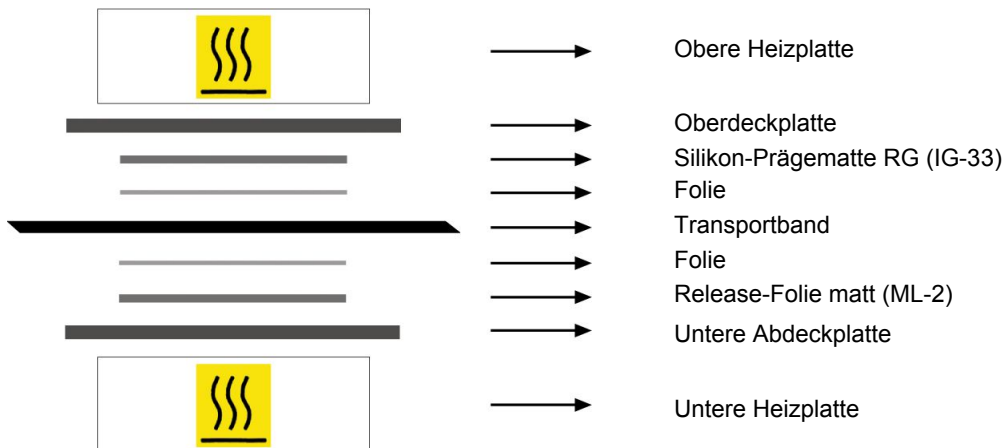 Obere Heizplatte
Oberdeckplatte
Silikon-Prägematte RG (IG-33)
Folie
Transportband
Folie
Release-Folie matt (ML-2)
Untere Abdeckplatte
Untere Heizplatte